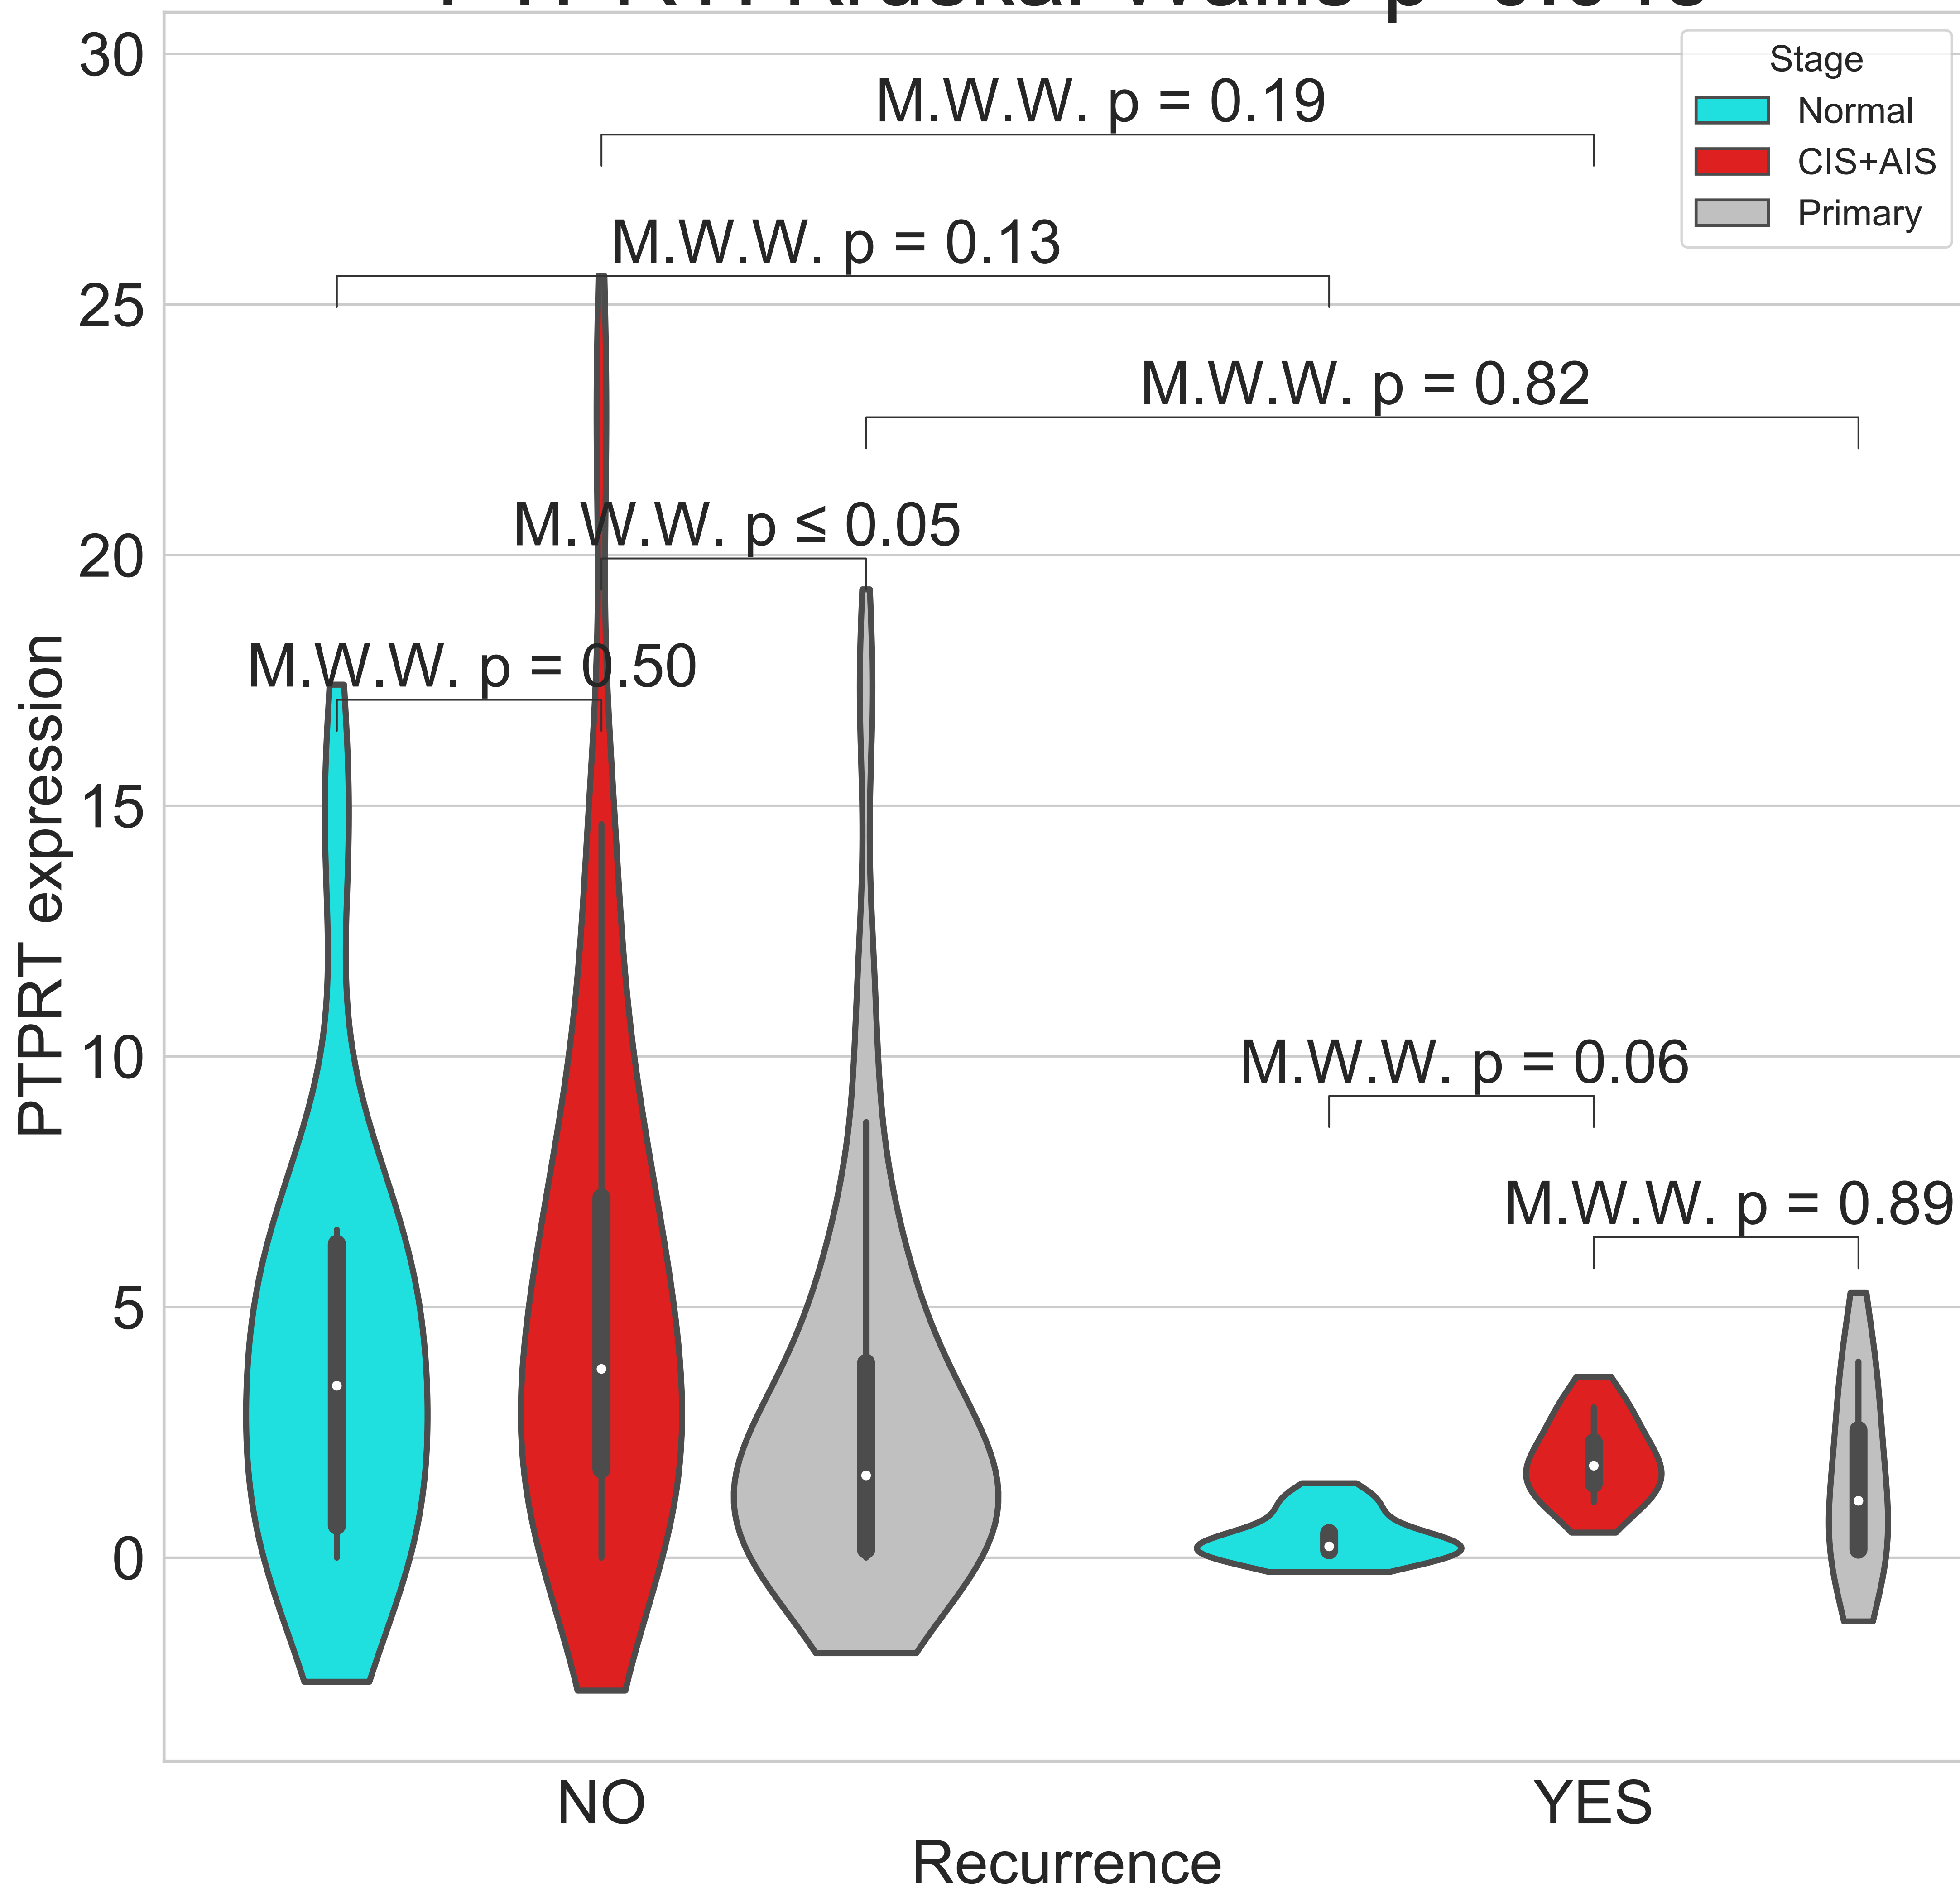 30
M.W.W. p = 0.19
Stage
Normal
CIS+AIS
Primary
M.W.W. p = 0.13
25
M.W.W. p = 0.82
M.W.W. p ≤ 0.05
20
M.W.W. p = 0.50
15
PTPRT expression
10
M.W.W. p = 0.06
M.W.W. p = 0.89
5
0
NO
YES
Recurrence